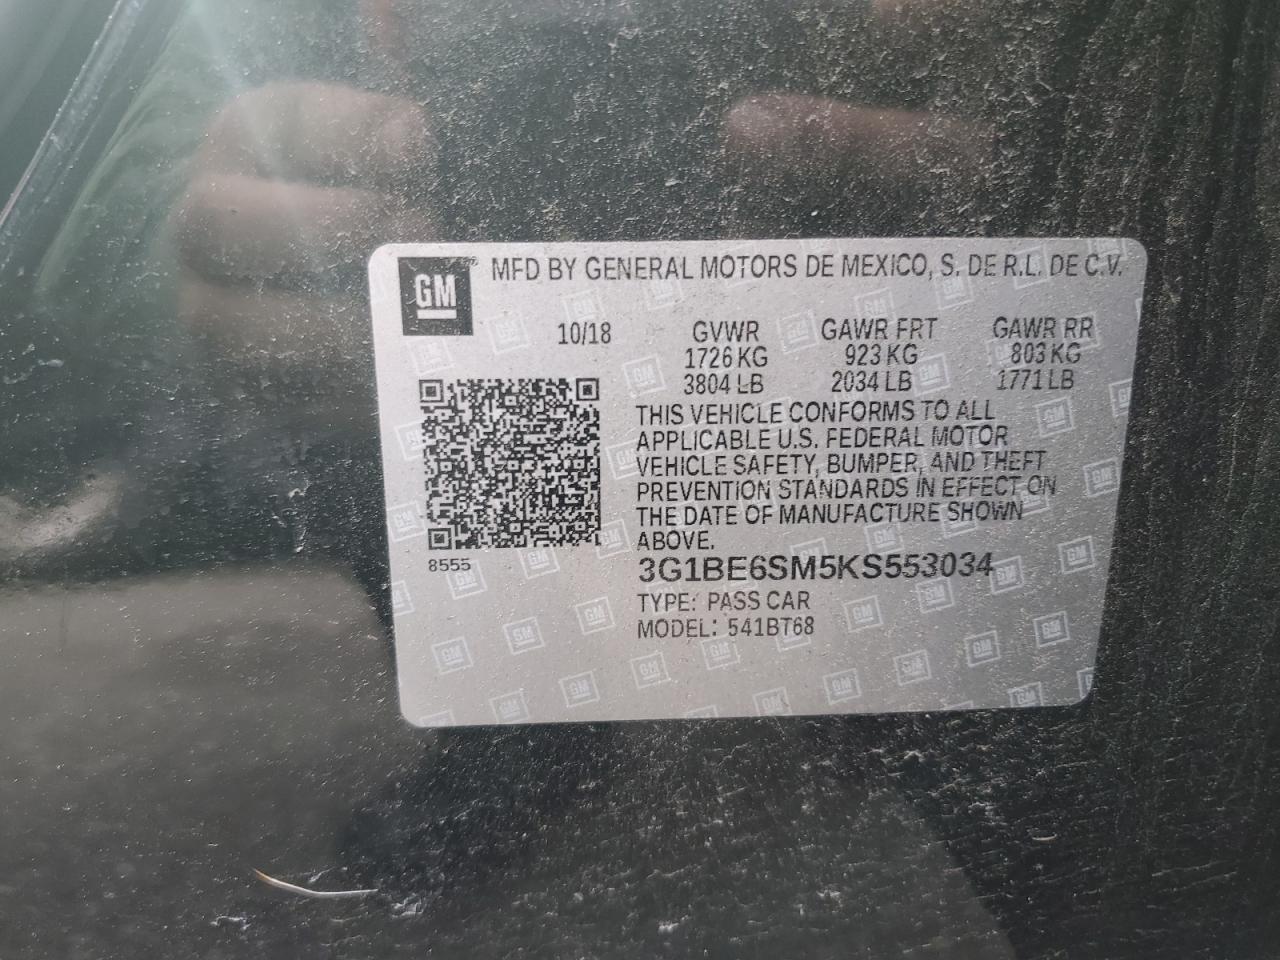 GM® MFD BY GENERAL MOTORS DE MEXICO, S. DE R.L. DE C.V.
10/18 GVWR GAWR FRT GAWR RR
1726 KG 923 KG 803 KG
3804 LB 2034 LB 1771 LB
THIS VEHICLE CONFORMS TO ALL
APPLICABLE U.S. FEDERAL MOTOR
VEHICLE SAFETY, BUMPER, AND THEFT
PREVENTION STANDARDS IN EFFECT ON
THE DATE OF MANUFACTURE SHOWN
ABOVE.
8555
3G1BE6SM5KS553034
TYPE: PASS CAR
MODEL: 541BT68